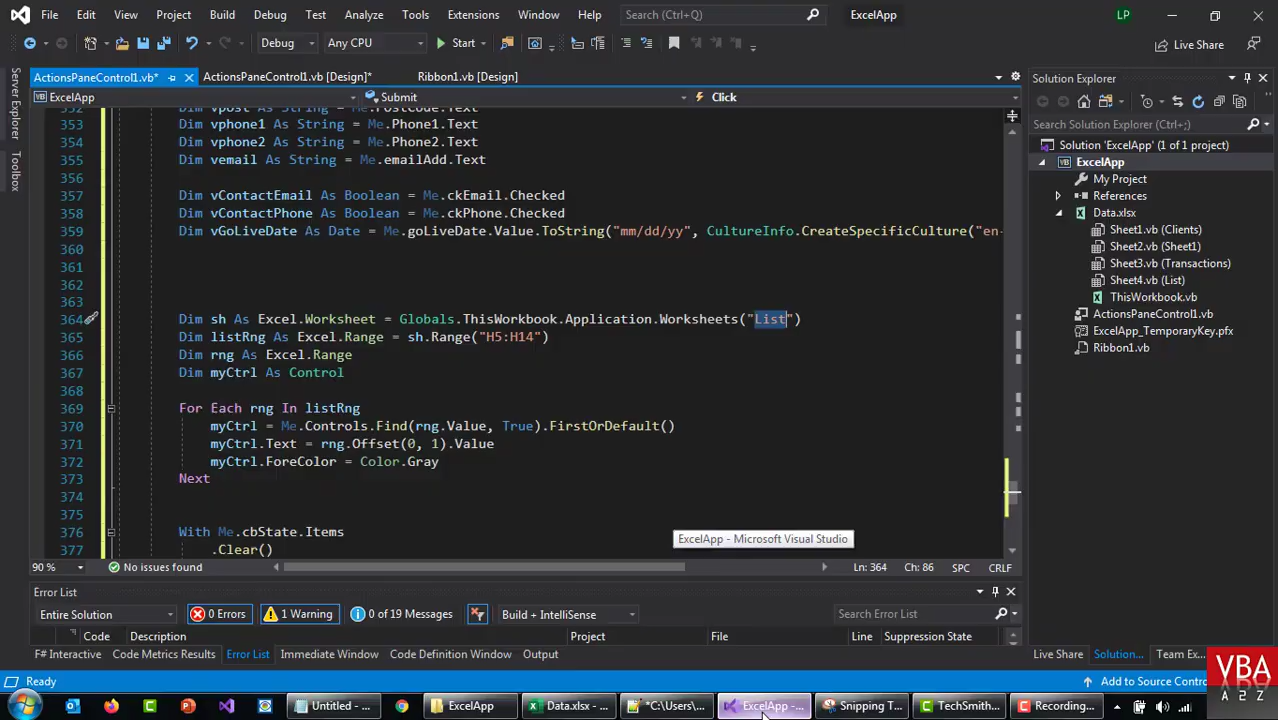 File Edit View Project Build Debug Test Analyze Tools Extensions Window Help Search (Ctrl+Q) ExcelApp LP
Debug Any CPU Start Live Share
Server Explorer
Toolbox
ActionsPaneControl1.vb* ActionsPaneControl1.vb [Design]* Ribbon1.vb [Design]
VB ExcelApp Submit Click
353 Dim vphone1 As String = Me.Phone1.Text
354 Dim vphone2 As String = Me.Phone2.Text
355 Dim vemail As String = Me.emailAdd.Text
356
357 Dim vContactEmail As Boolean = Me.ckEmail.Checked
358 Dim vContactPhone As Boolean = Me.ckPhone.Checked
359 Dim vGoLiveDate As Date = Me.goLiveDate.Value.ToString("mm/dd/yy", CultureInfo.CreateSpecificCulture("en-
360
361
362
363
364 Dim sh As Excel.Worksheet = Globals.ThisWorkbook.Application.Worksheets("List")
365 Dim listRng As Excel.Range = sh.Range("H5:H14")
366 Dim rng As Excel.Range
367 Dim myCtrl As Control
368
369 For Each rng In listRng
370 myCtrl = Me.Controls.Find(rng.Value, True).FirstOrDefault()
371 myCtrl.Text = rng.Offset(0, 1).Value
372 myCtrl.ForeColor = Color.Gray
373 Next
374
375
376 With Me.cbState.Items
377 .Clear()
ExcelApp - Microsoft Visual Studio
90 % No issues found Ln: 364 Ch: 86 SPC CRLF
Error List
Entire Solution 0 Errors 1 Warning 0 of 19 Messages Build + IntelliSense Search Error List
Code Description Project File Line Suppression State
F# Interactive Code Metrics Results Error List Immediate Window Code Definition Window Output
Solution Explorer
Search Solution Explorer (Ctrl+;)
Solution 'ExcelApp' (1 of 1 project)
VB ExcelApp
My Project
References
Data.xlsx
Sheet1.vb (Clients)
Sheet2.vb (Sheet1)
Sheet3.vb (Transactions)
Sheet4.vb (List)
ThisWorkbook.vb
ActionsPaneControl1.vb
ExcelApp_TemporaryKey.pfx
Ribbon1.vb
Live Share Solution... Team Ex...
Ready Add to Source Contr
VBA
Untitled - ... ExcelApp Data.xlsx - ... *C:\Users\... ExcelApp -... Snipping T... TechSmith... Recording...